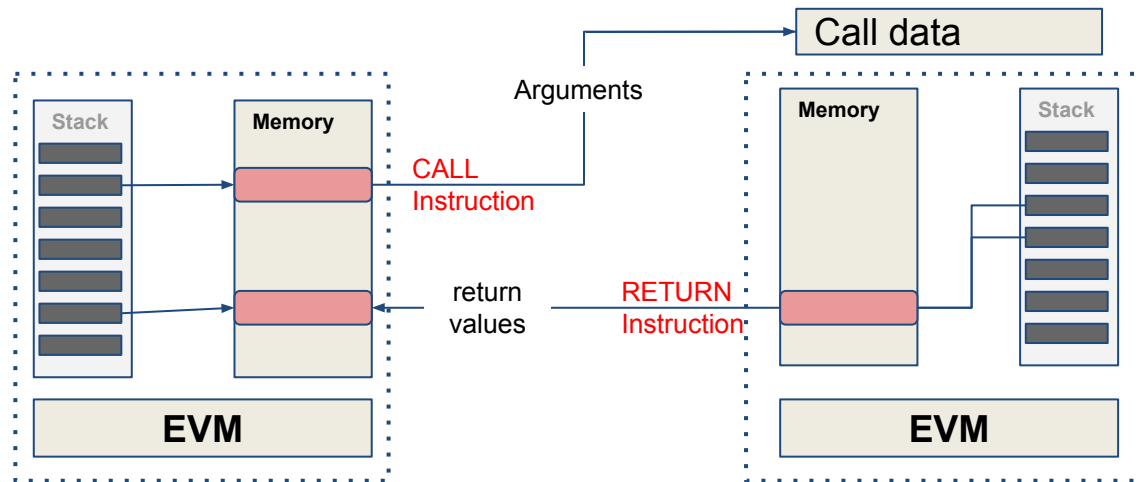 Call data
Arguments
Stack
Memory
CALL
Instruction
return
values
RETURN
Instruction
Memory
Stack
EVM
EVM